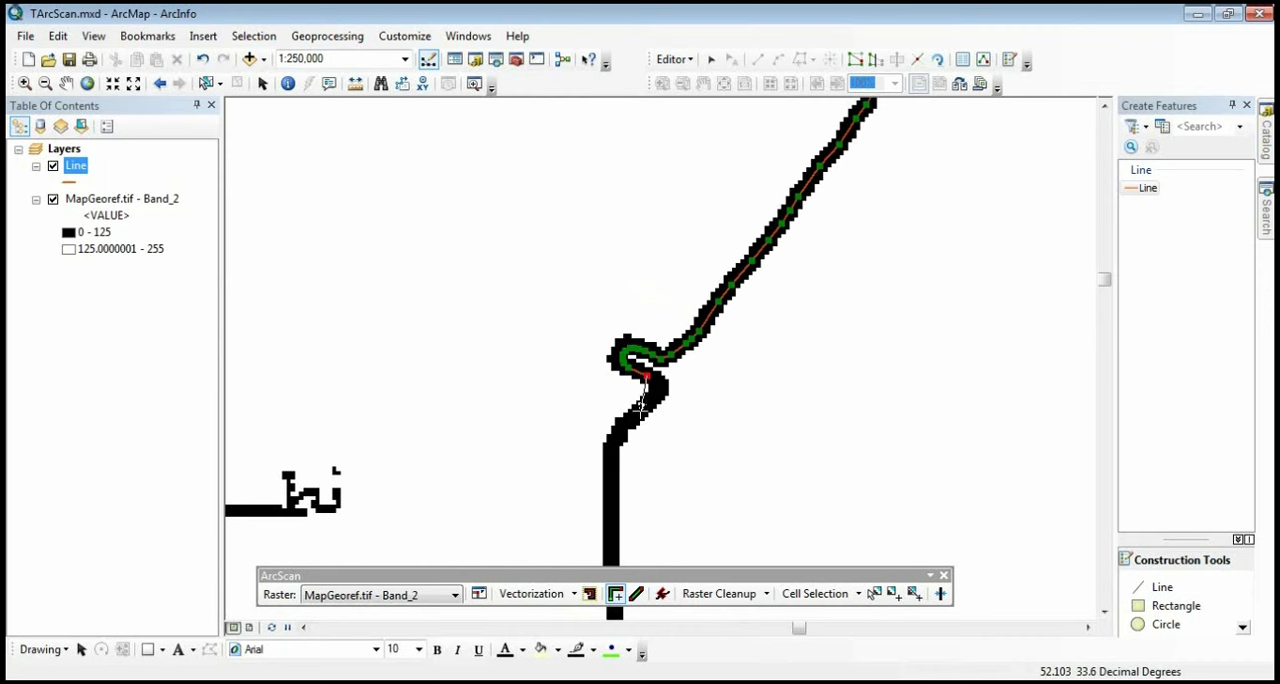 TArcScan.mxd - ArcMap - ArcInfo
File Edit View Bookmarks Insert Selection Geoprocessing Customize Windows Help
1:250,000 Editor
Table Of Contents
Layers
Line
MapGeoref.tif - Band_2
<VALUE>
0 - 125
125.0000001 - 255
hi
Create Features
<Search>
Line
Line
Catalog
Search
ArcScan
Raster: MapGeoref.tif - Band_2 Vectorization Raster Cleanup Cell Selection
Construction Tools
Line
Rectangle
Circle
Drawing A Arial 10 B I U A
52.103 33.6 Decimal Degrees